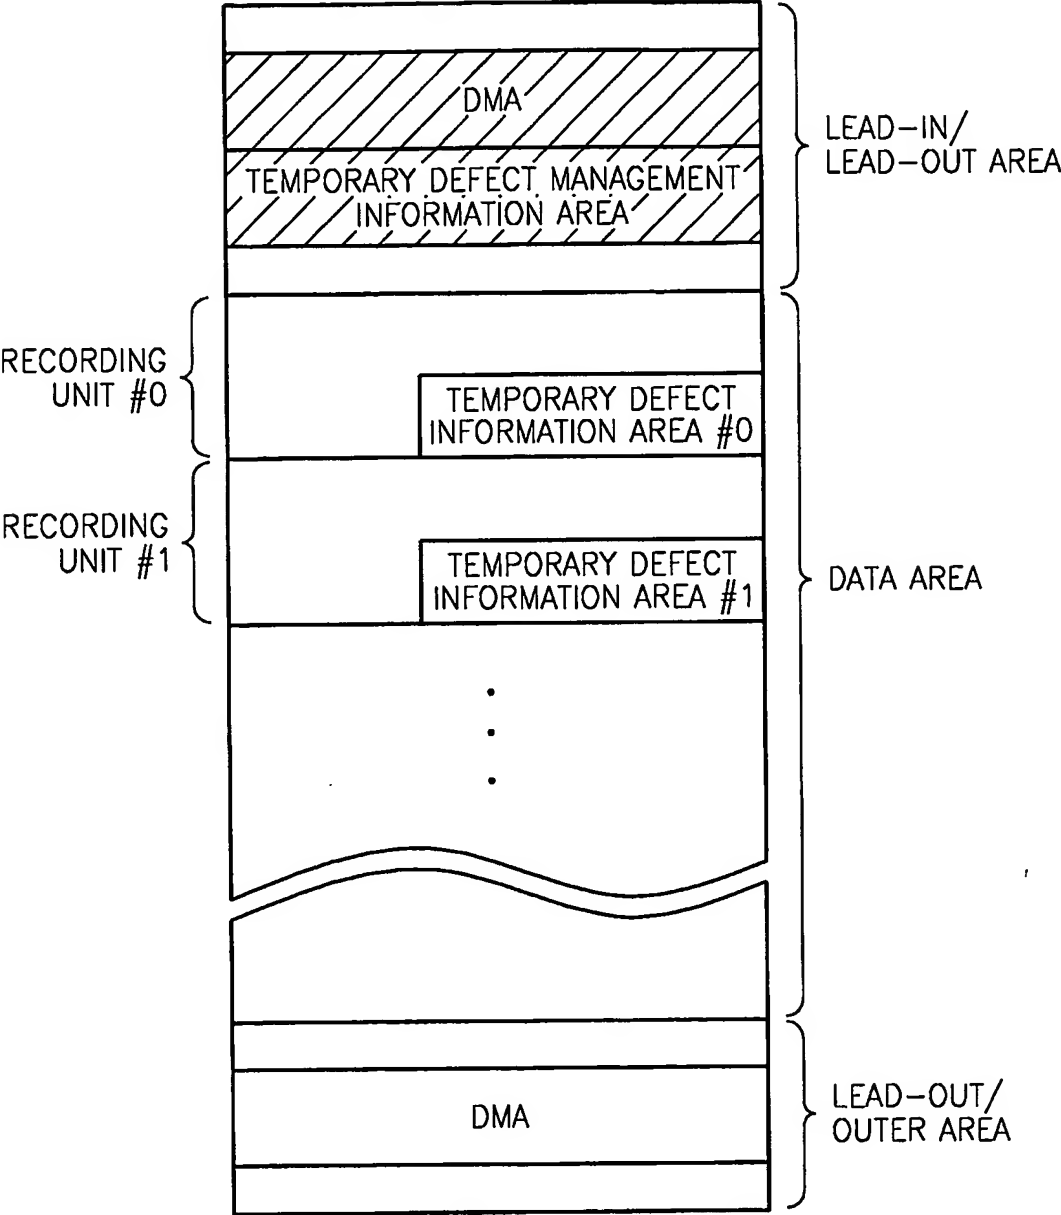 DMA
TEMPORARY DEFECT MANAGEMENT
INFORMATION AREA
LEAD-IN/
LEAD-OUT AREA
RECORDING
UNIT #0
TEMPORARY DEFECT
INFORMATION AREA #0
RECORDING
UNIT #1
TEMPORARY DEFECT
INFORMATION AREA #1
DATA AREA
DMA
LEAD-OUT/
OUTER AREA